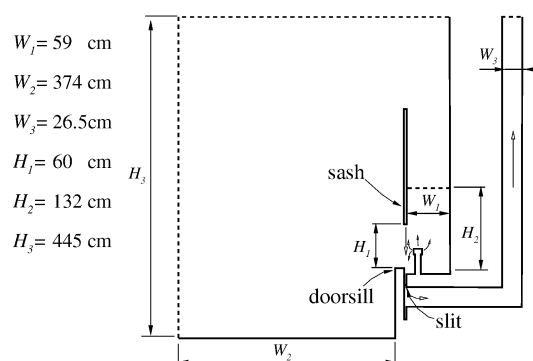 W₁= 59 cm
W₂= 374 cm
W₃= 26.5cm
H₁= 60 cm
H₂= 132 cm
H₃= 445 cm
W₃
H₃
sash
W₁
H₁
H₂
doorsill
slit
W₂